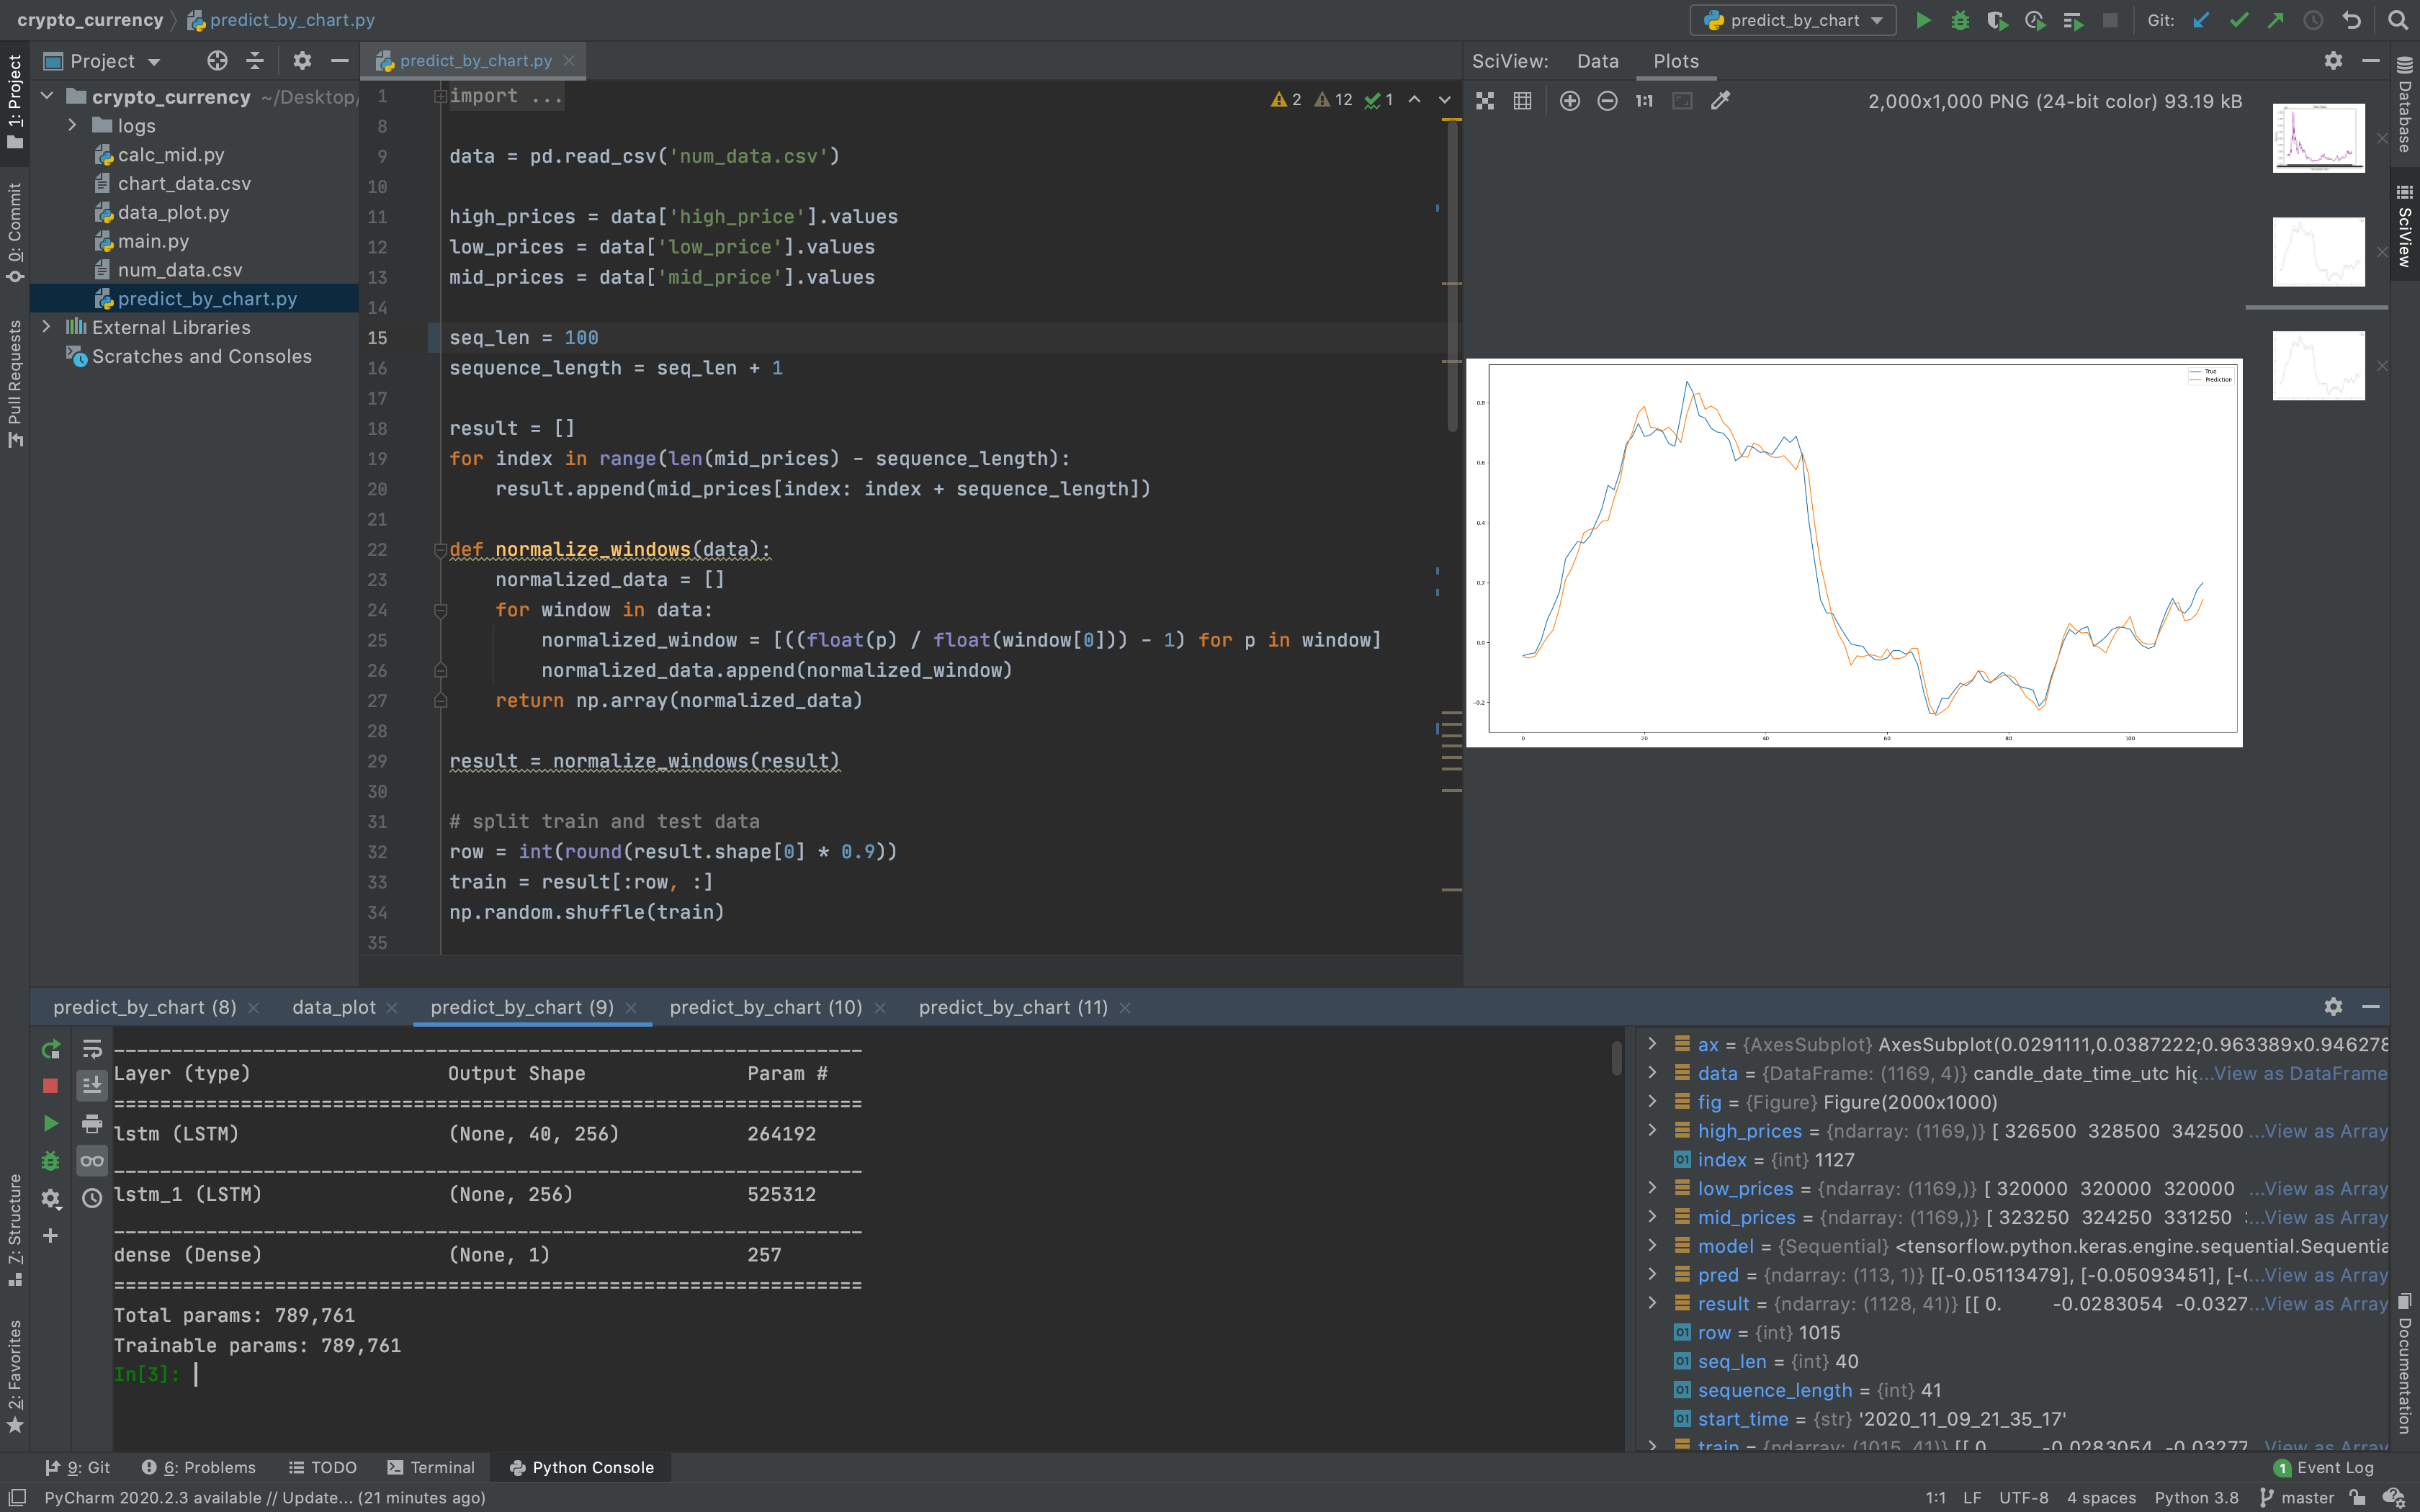 crypto_currency predict_by_chart.py
predict_by_chart
Git:
Project
predict_by_chart.py
SciView: Data Plots
1: Project
0: Commit
Pull Requests
7: Structure
2: Favorites
crypto_currency ~/Desktop/
logs
calc_mid.py
chart_data.csv
data_plot.py
main.py
num_data.csv
predict_by_chart.py
External Libraries
Scratches and Consoles
2 12 1
1 import ...
8
9 data = pd.read_csv('num_data.csv')
10
11 high_prices = data['high_price'].values
12 low_prices = data['low_price'].values
13 mid_prices = data['mid_price'].values
14
15 seq_len = 100
16 sequence_length = seq_len + 1
17
18 result = []
19 for index in range(len(mid_prices) - sequence_length):
20 result.append(mid_prices[index: index + sequence_length])
21
22 def normalize_windows(data):
23 normalized_data = []
24 for window in data:
25 normalized_window = [((float(p) / float(window[0])) - 1) for p in window]
26 normalized_data.append(normalized_window)
27 return np.array(normalized_data)
28
29 result = normalize_windows(result)
30
31 # split train and test data
32 row = int(round(result.shape[0] * 0.9))
33 train = result[:row, :]
34 np.random.shuffle(train)
35
1:1
2,000x1,000 PNG (24-bit color) 93.19 kB
True
Prediction
0.8
0.6
0.4
0.2
0.0
-0.2
0 20 40 60 80 100
Database
SciView
Documentation
predict_by_chart (8) data_plot predict_by_chart (9) predict_by_chart (10) predict_by_chart (11)
Layer (type) Output Shape Param #
=================================================================
lstm (LSTM) (None, 40, 256) 264192
lstm_1 (LSTM) (None, 256) 525312
dense (Dense) (None, 1) 257
=================================================================
Total params: 789,761
Trainable params: 789,761
In[3]:
ax = {AxesSubplot} AxesSubplot(0.0291111,0.0387222;0.963389x0.946278
data = {DataFrame: (1169, 4)} candle_date_time_utc hig...View as DataFrame
fig = {Figure} Figure(2000x1000)
high_prices = {ndarray: (1169,)} [ 326500 328500 342500 ...View as Array
index = {int} 1127
low_prices = {ndarray: (1169,)} [ 320000 320000 320000 ...View as Array
mid_prices = {ndarray: (1169,)} [ 323250 324250 331250 ...View as Array
model = {Sequential} <tensorflow.python.keras.engine.sequential.Sequentia
pred = {ndarray: (113, 1)} [[-0.05113479], [-0.05093451], [-(...View as Array
result = {ndarray: (1128, 41)} [[ 0. -0.0283054 -0.0327...View as Array
row = {int} 1015
seq_len = {int} 40
sequence_length = {int} 41
start_time = {str} '2020_11_09_21_35_17'
train = {ndarray: (1015, 41)} [[ 0. -0.0283054 -0.03277...View as Array
9: Git 6: Problems TODO Terminal Python Console
1 Event Log
PyCharm 2020.2.3 available // Update... (21 minutes ago)
1:1 LF UTF-8 4 spaces Python 3.8 master